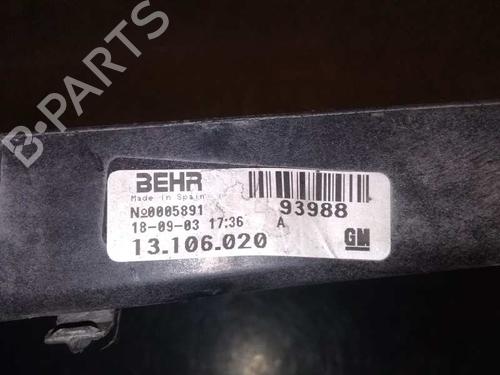 B-PARTS
BEHR
Made in Spain
93988
№0005891
A
18-09-03 17:36
13.106.020
GM